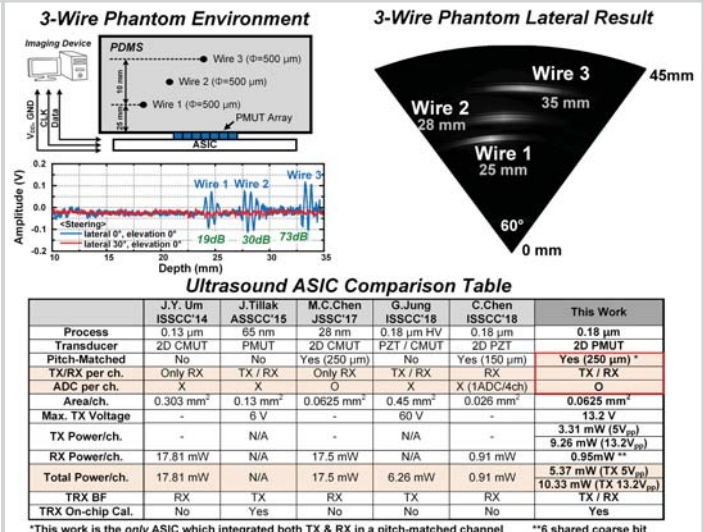 3-Wire Phantom Environment
3-Wire Phantom Lateral Result
Imaging Device
PDMS
Wire 3 (Φ=500 μm)
Wire 2 (Φ=500 μm)
Wire 1 (Φ=500 μm)
10 mm
25 mm
PMUT Array
ASIC
VDD, GND
CLK
Data
Wire 3
45mm
35 mm
Wire 2
28 mm
Wire 1
25 mm
60°
0 mm
Amplitude (V)
0.2
0.1
0.0
-0.1
-0.2
Wire 1 Wire 2 Wire 3
<Steering>
lateral 0°, elevation 0°
lateral 30°, elevation 0°
19dB 30dB 73dB
10 15 20 25 30 35
Depth (mm)
Ultrasound ASIC Comparison Table
J.Y. Um ISSCC'14 J.Tillak ASSCC'15 M.C.Chen JSSC'17 G.Jung ISSCC'18 C.Chen ISSCC'18 This Work
Process 0.13 μm 65 nm 28 nm 0.18 μm HV 0.18 μm 0.18 μm
Transducer 2D CMUT PMUT 2D CMUT PZT / CMUT 2D PZT 2D PMUT
Pitch-Matched No No Yes (250 μm) No Yes (150 μm) Yes (250 μm) *
TX/RX per ch. Only RX TX / RX Only RX TX / RX RX TX / RX
ADC per ch. X X O X X (1ADC/4ch) O
Area/ch. 0.303 mm² 0.13 mm² 0.0625 mm² 0.45 mm² 0.026 mm² 0.0625 mm²
Max. TX Voltage - 6 V - 60 V - 13.2 V
TX Power/ch. - N/A - N/A - 3.31 mW (5Vpp)
9.26 mW (13.2Vpp)
RX Power/ch. 17.81 mW N/A 17.5 mW N/A 0.91 mW 0.95mW **
Total Power/ch. 17.81 mW N/A 17.5 mW 6.26 mW 0.91 mW 5.37 mW (TX 5Vpp)
10.33 mW (TX 13.2Vpp)
TRX BF RX TX RX TX RX TX / RX
TRX On-chip Cal. No Yes No No No Yes
*This work is the only ASIC which integrated both TX & RX in a pitch-matched channel **6 shared coarse bit